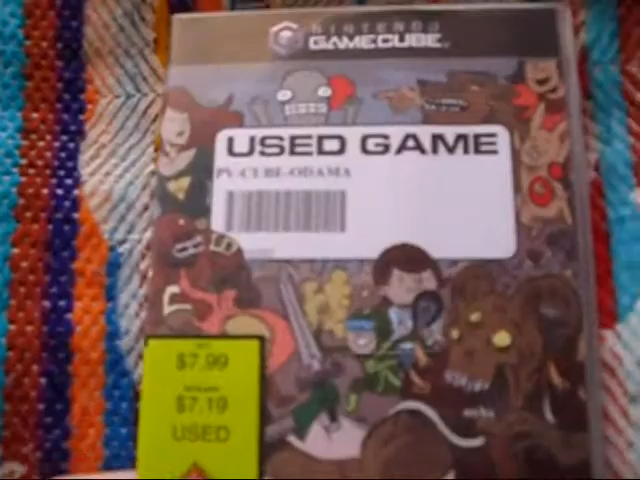 NINTENDO
GAMECUBE
USED GAME
PV-CUBE-ODAMA
$7.99
$7.19
USED